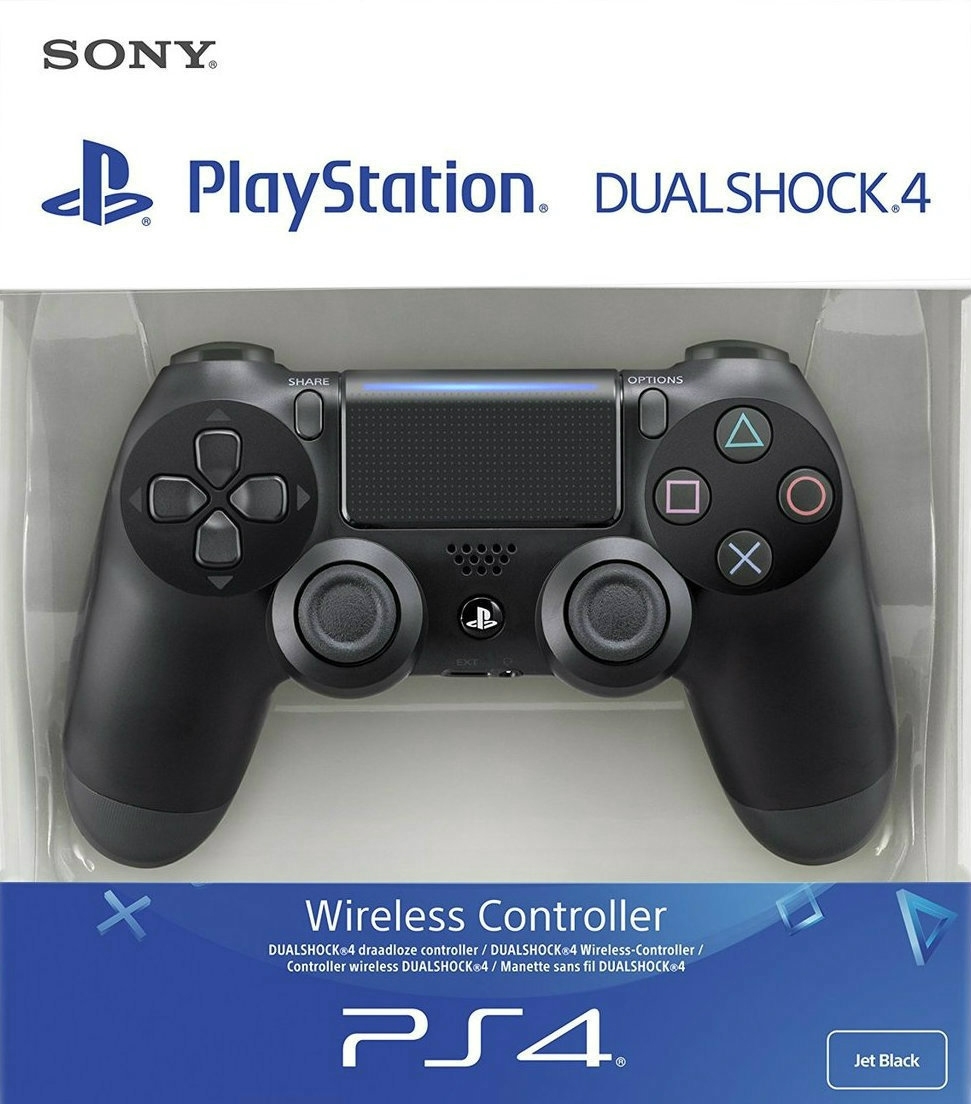 SONY®
PlayStation® DUALSHOCK®4
SHARE
OPTIONS
EXT
Wireless Controller
DUALSHOCK®4 draadloze controller / DUALSHOCK®4 Wireless-Controller /
Controller wireless DUALSHOCK®4 / Manette sans fil DUALSHOCK®4
PS4®
Jet Black